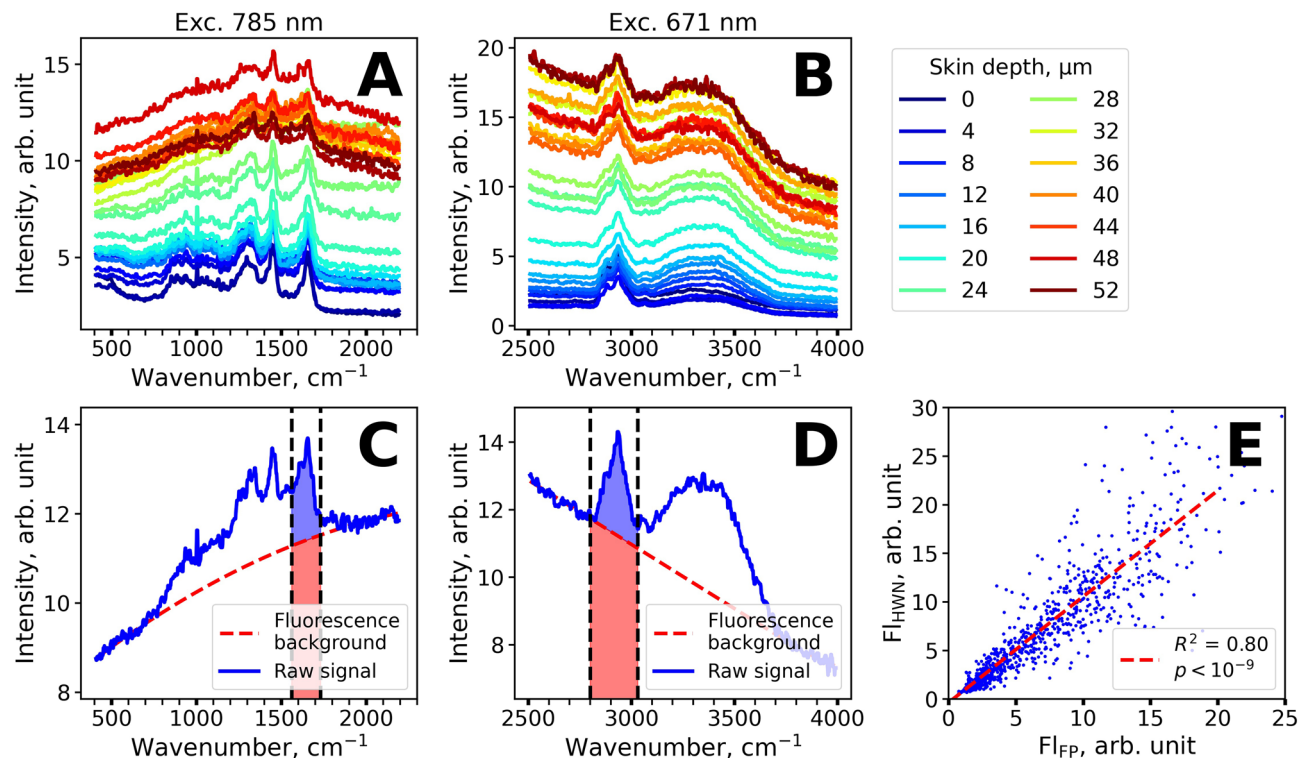 Exc. 785 nm
Exc. 671 nm
A
B
Intensity, arb. unit
15
10
5
500 1000 1500 2000
Wavenumber, cm⁻¹
Intensity, arb. unit
20
15
10
5
0
2500 3000 3500 4000
Wavenumber, cm⁻¹
Skin depth, μm
0 28
4 32
8 36
12 40
16 44
20 48
24 52
C
Intensity, arb. unit
14
12
10
8
Fluorescence
background
Raw signal
500 1000 1500 2000
Wavenumber, cm⁻¹
D
Intensity, arb. unit
14
12
10
8
Fluorescence
background
Raw signal
2500 3000 3500 4000
Wavenumber, cm⁻¹
E
Fl_HWN, arb. unit
30
25
20
15
10
5
0
R² = 0.80
p < 10⁻⁹
0 5 10 15 20 25
Fl_FP, arb. unit